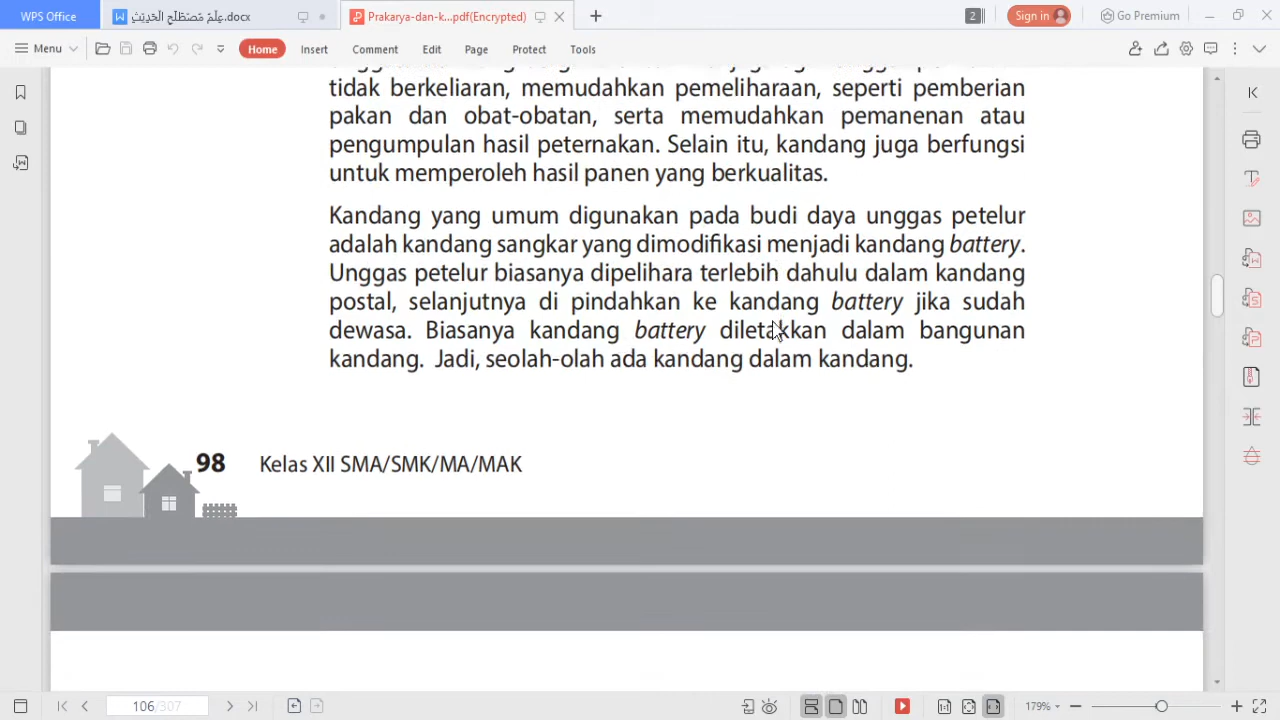 WPS Office
عِلْمُ مُصْطَلَحِ الْحَدِيْثِ.docx
Prakarya-dan-k...pdf(Encrypted)
2
Sign in
Go Premium
Menu
Home
Insert
Comment
Edit
Page
Protect
Tools
tidak berkeliaran, memudahkan pemeliharaan, seperti pemberian
pakan dan obat-obatan, serta memudahkan pemanenan atau
pengumpulan hasil peternakan. Selain itu, kandang juga berfungsi
untuk memperoleh hasil panen yang berkualitas.
Kandang yang umum digunakan pada budi daya unggas petelur
adalah kandang sangkar yang dimodifikasi menjadi kandang battery.
Unggas petelur biasanya dipelihara terlebih dahulu dalam kandang
postal, selanjutnya di pindahkan ke kandang battery jika sudah
dewasa. Biasanya kandang battery diletakkan dalam bangunan
kandang. Jadi, seolah-olah ada kandang dalam kandang.
98 Kelas XII SMA/SMK/MA/MAK
106/307
179%